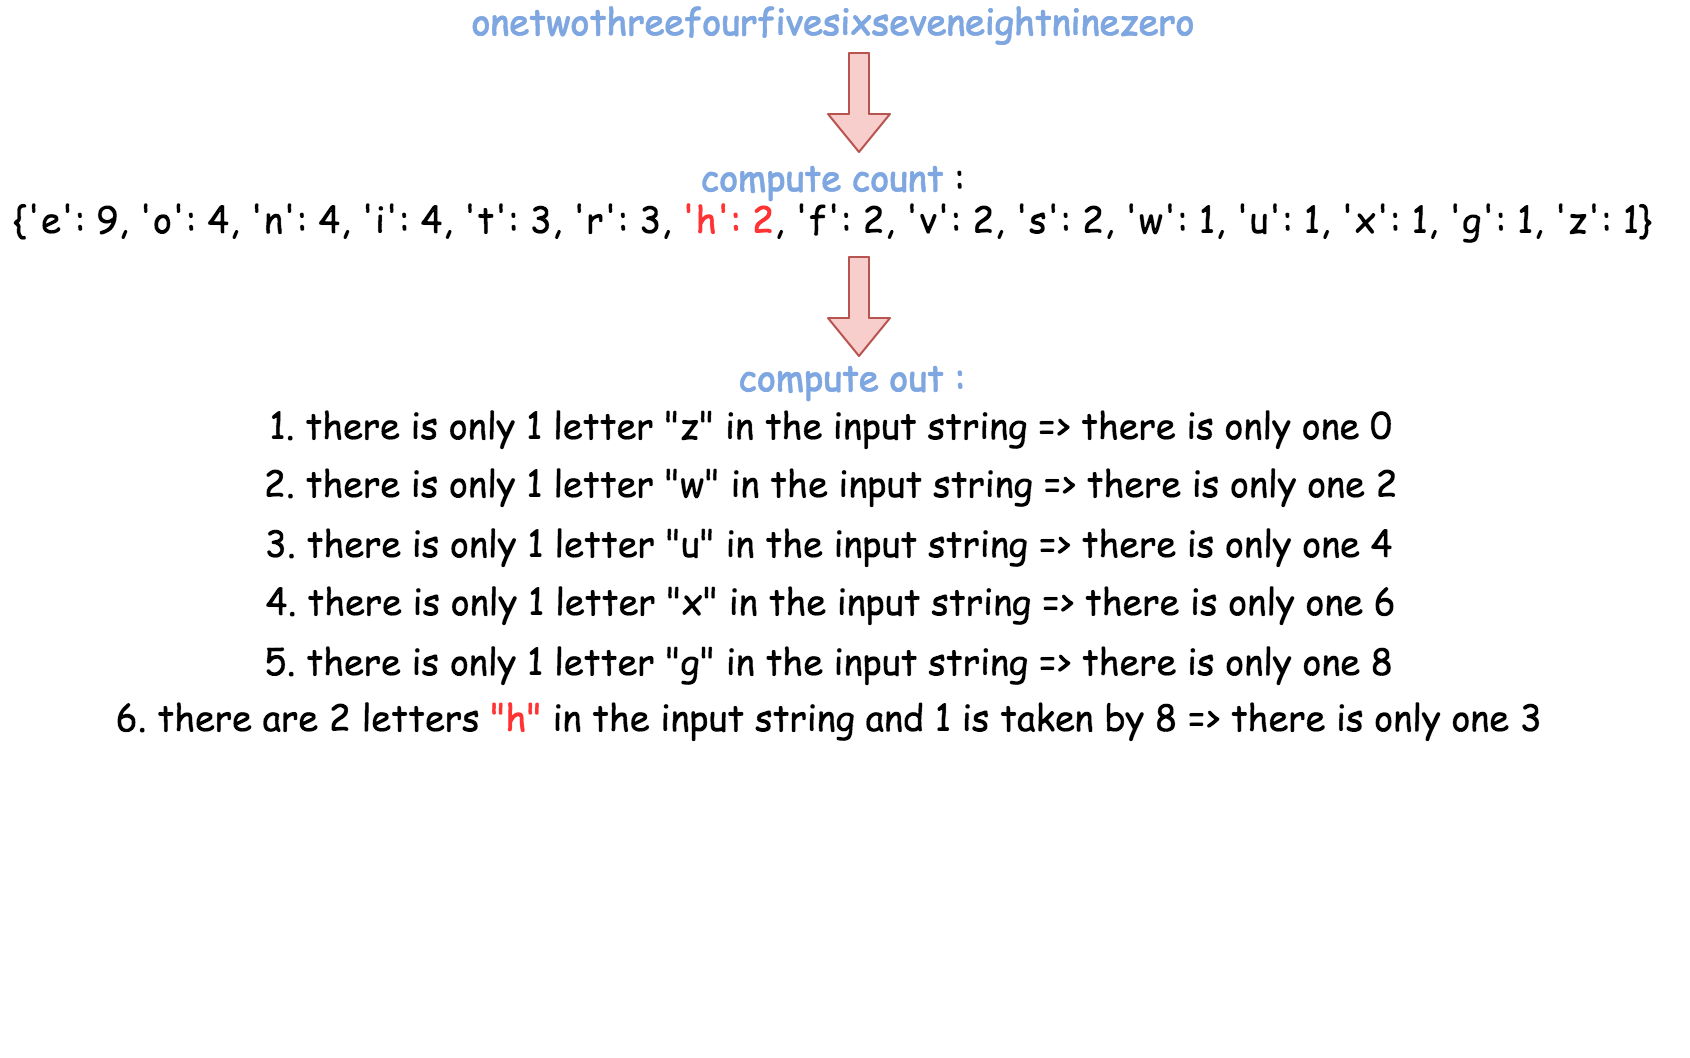 onetwothreefourfivesixseveneightninezero
compute count :
{'e': 9, 'o': 4, 'n': 4, 'i': 4, 't': 3, 'r': 3, 'h': 2, 'f': 2, 'v': 2, 's': 2, 'w': 1, 'u': 1, 'x': 1, 'g': 1, 'z': 1}
compute out :
1. there is only 1 letter "z" in the input string => there is only one 0
2. there is only 1 letter "w" in the input string => there is only one 2
3. there is only 1 letter "u" in the input string => there is only one 4
4. there is only 1 letter "x" in the input string => there is only one 6
5. there is only 1 letter "g" in the input string => there is only one 8
6. there are 2 letters "h" in the input string and 1 is taken by 8 => there is only one 3